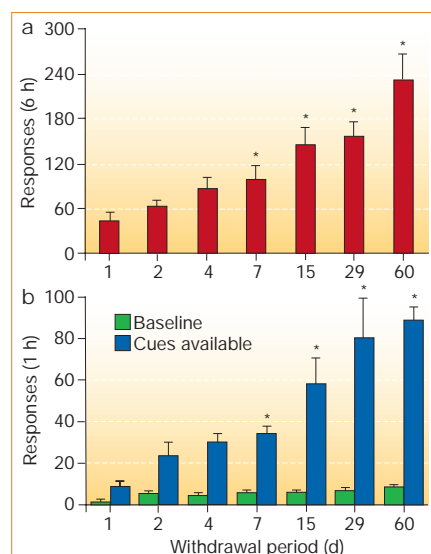 a
300
240
180
120
60
0
Responses (6 h)
* * * *
1 2 4 7 15 29 60
b
100
80
60
40
20
0
Responses (1 h)
Baseline
Cues available
* * * *
1 2 4 7 15 29 60
Withdrawal period (d)